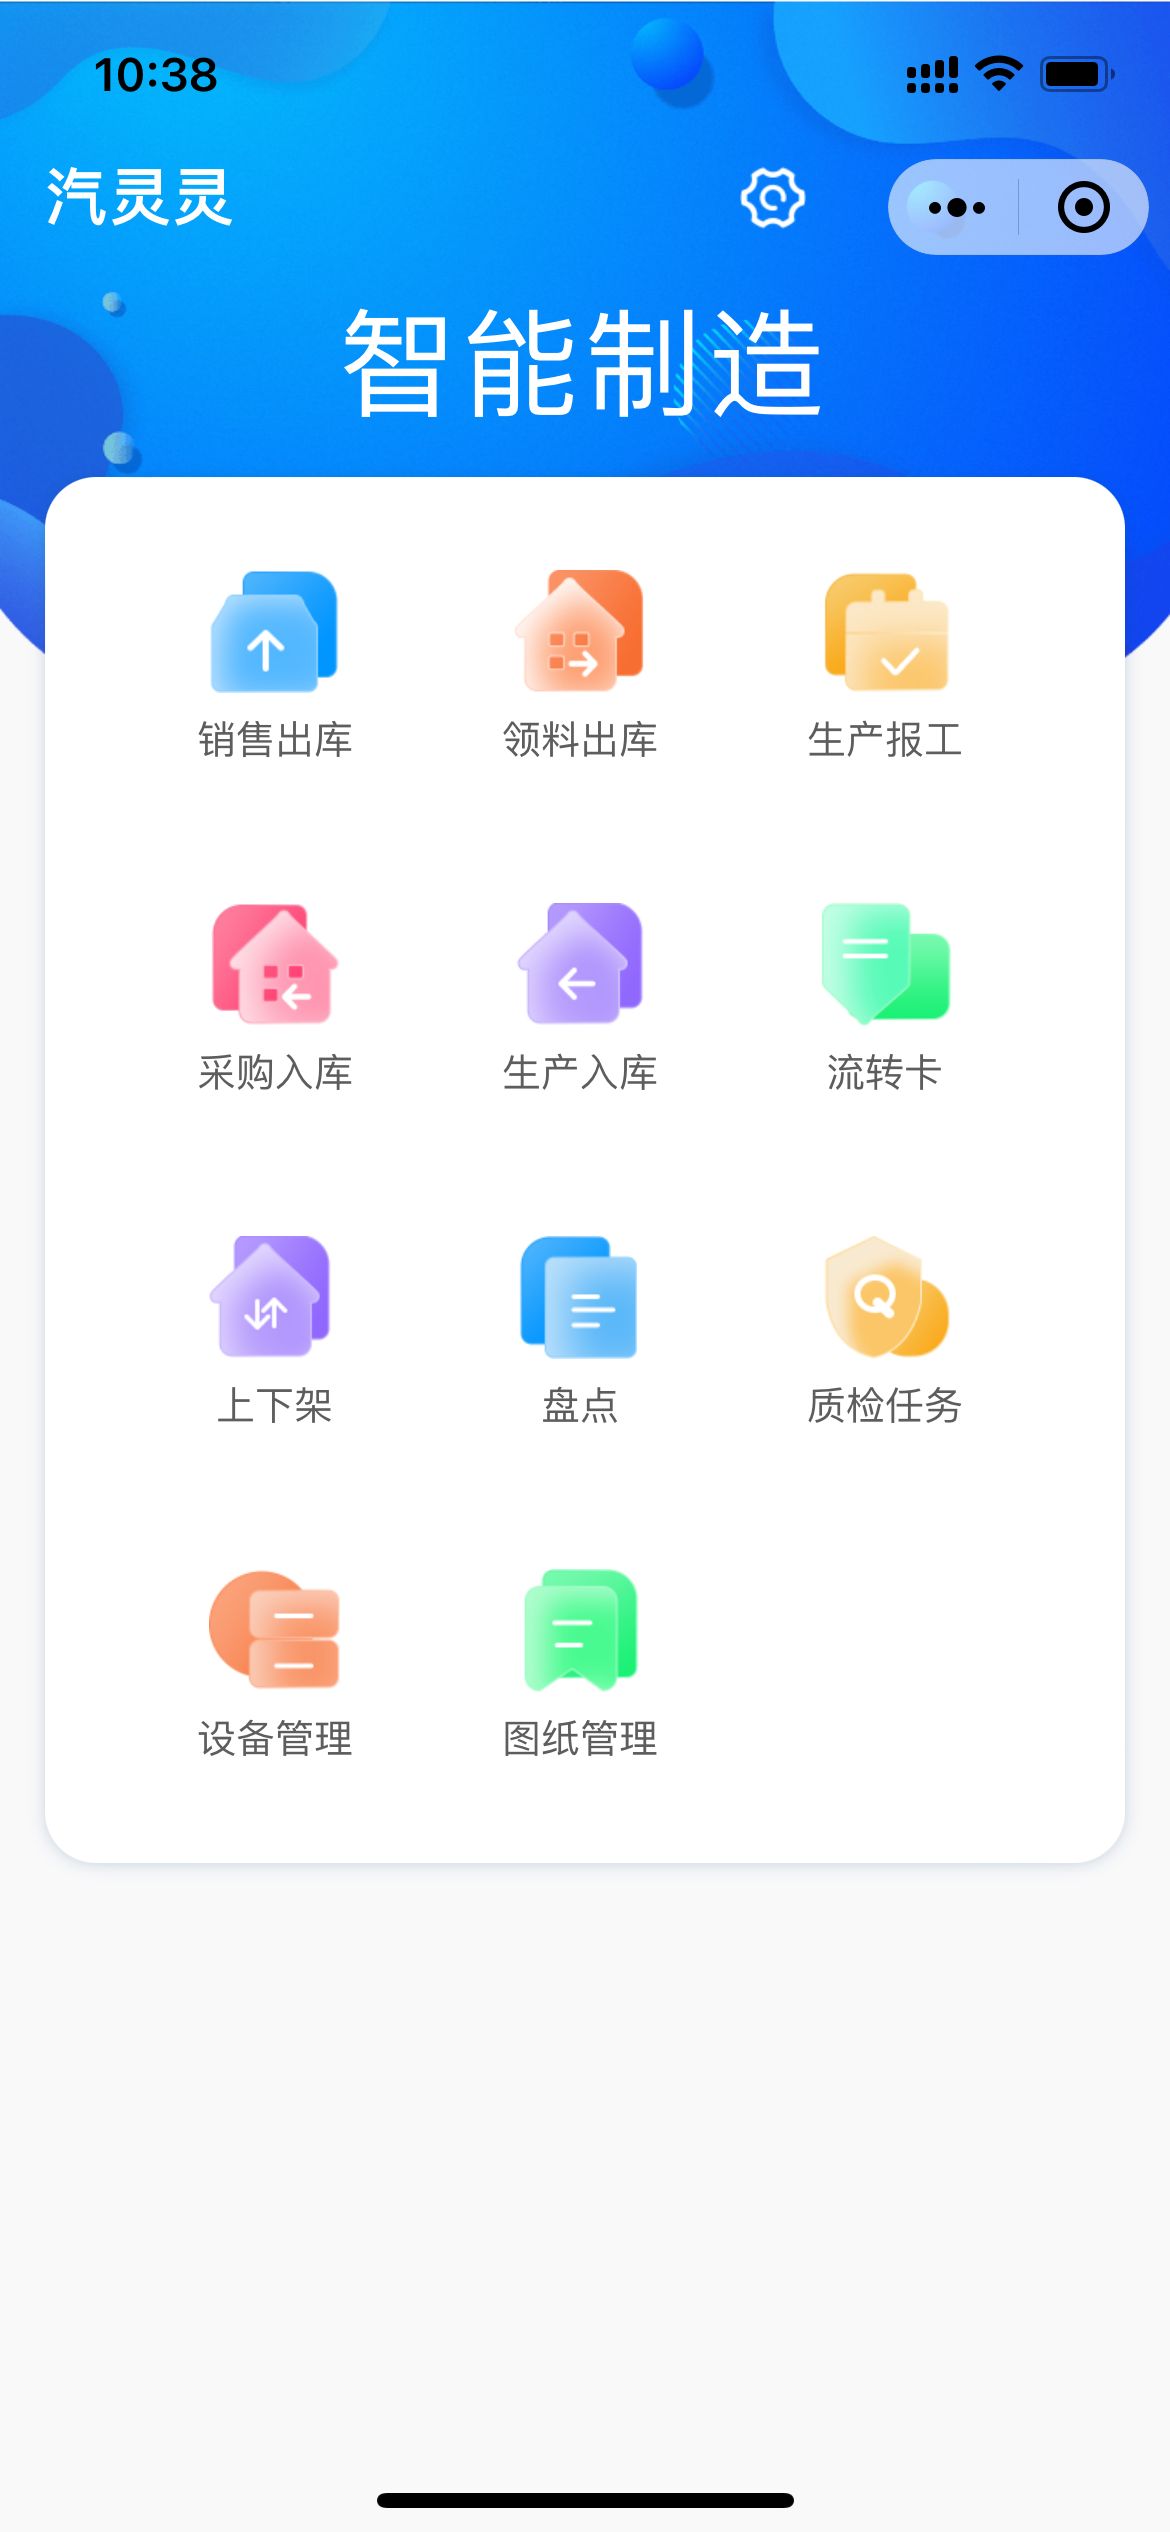 10:38
汽灵灵
智能制造
销售出库 领料出库 生产报工
采购入库 生产入库 流转卡
上下架 盘点 质检任务
设备管理 图纸管理